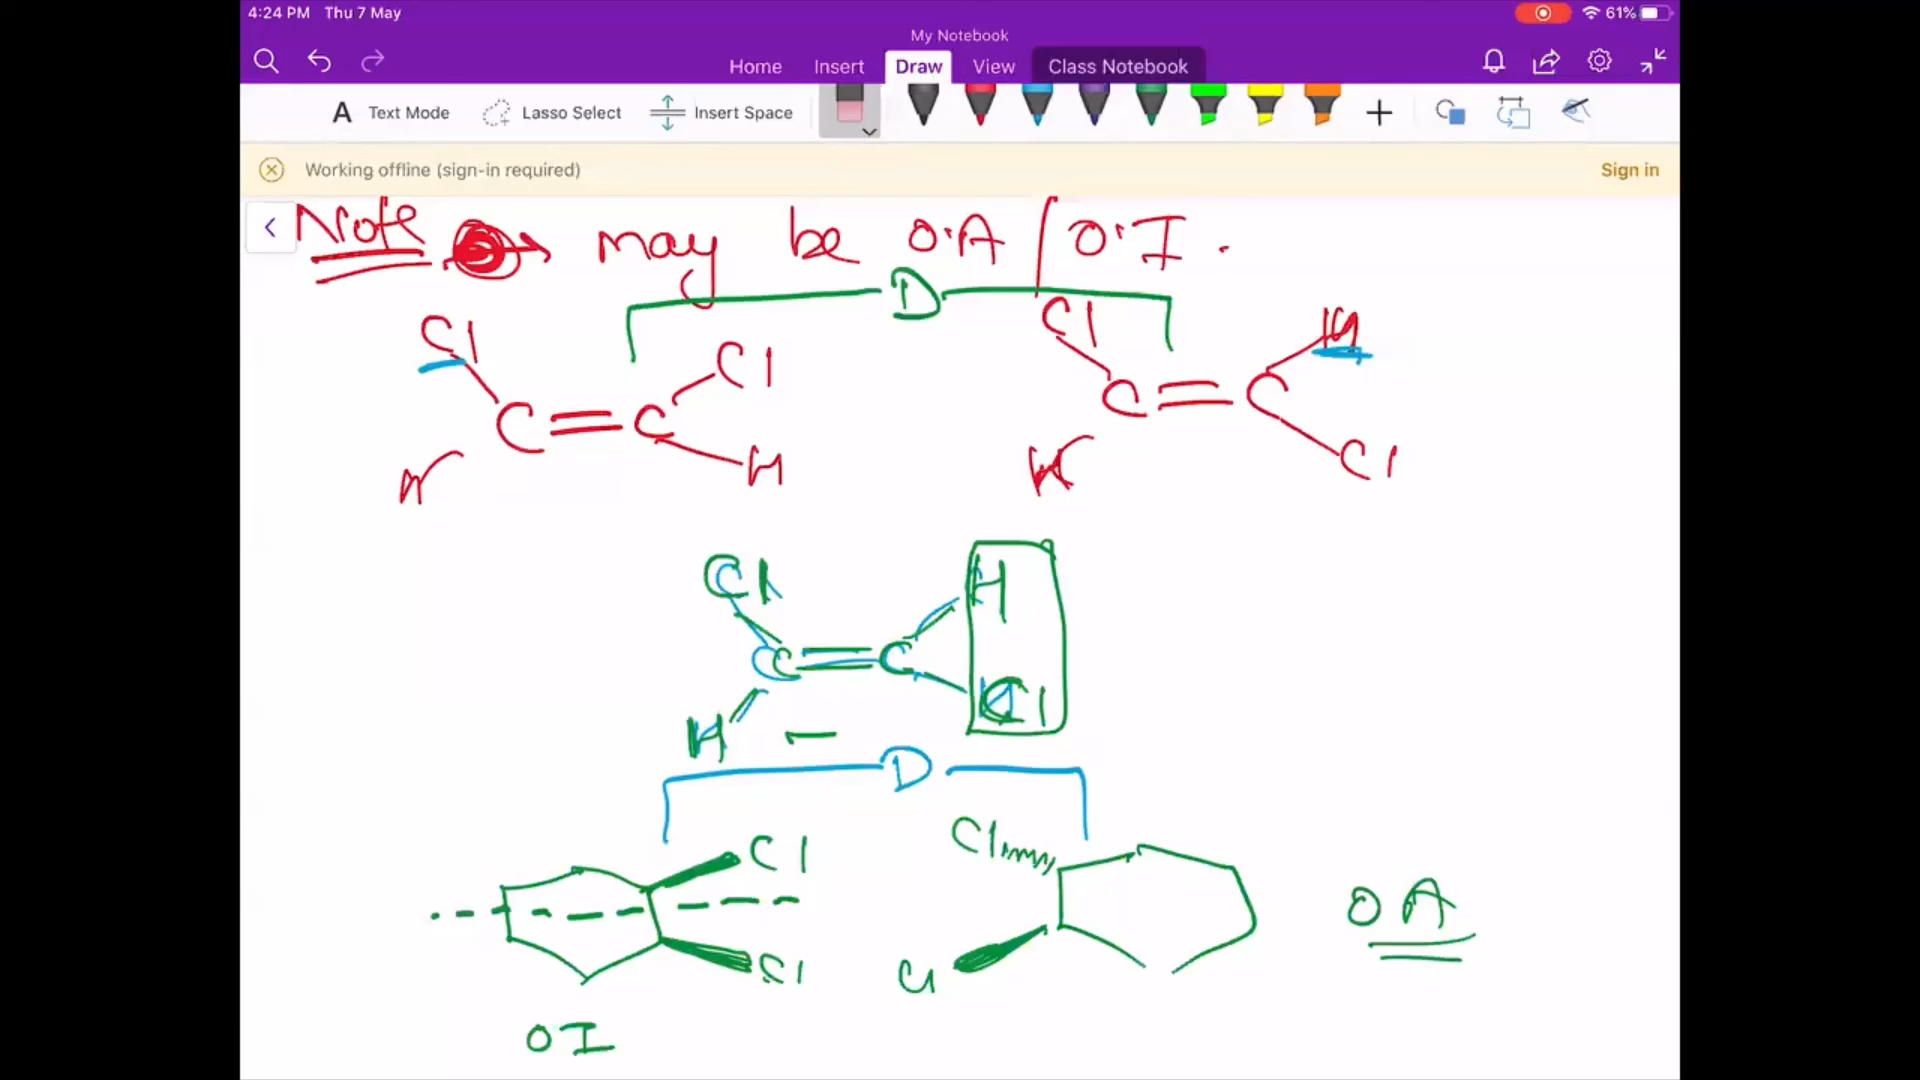 4:24 PM Thu 7 May 61%
My Notebook
Home Insert Draw View Class Notebook
A Text Mode Lasso Select Insert Space
Working offline (sign-in required) Sign in
Note may be O.A / O.I.
D
Cl Cl
Cl H
C=C
C=C
H H
H Cl
Cl H
C=C
H Cl
D
Cl Cl
O A
Cl Cl
O I